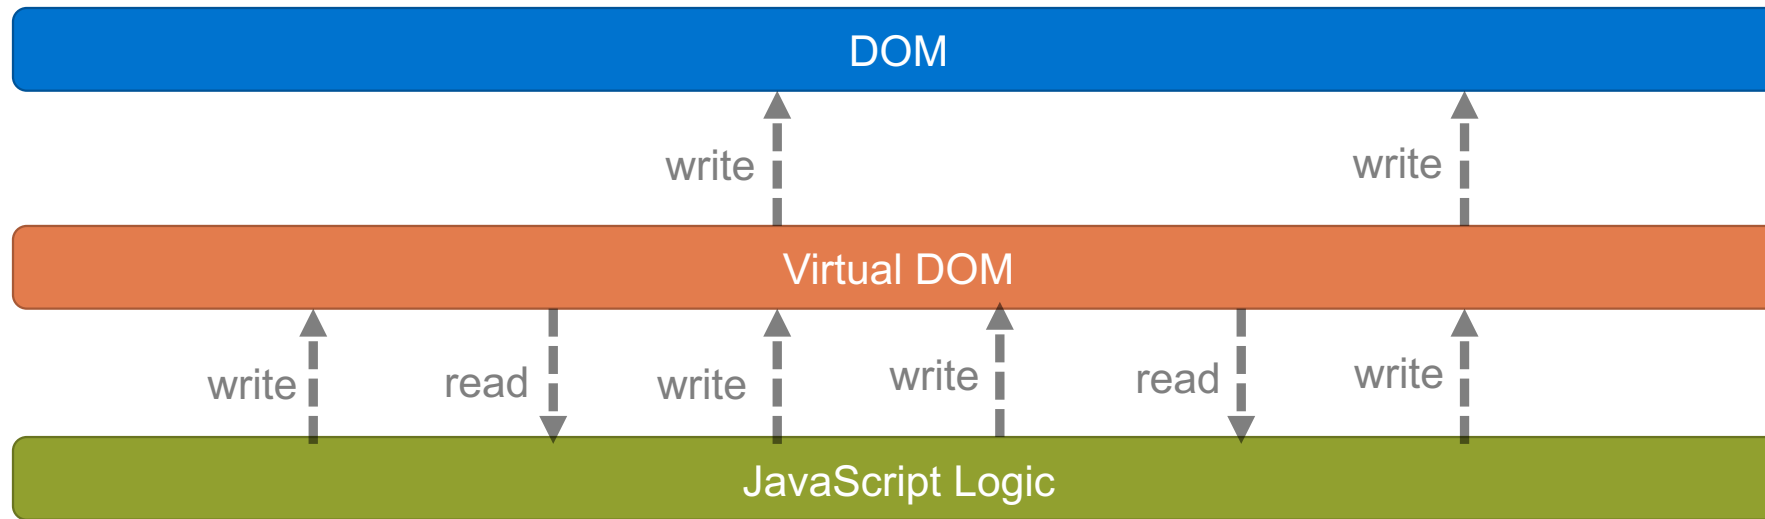 DOM
write
write
Virtual DOM
write
read
write
write
read
write
JavaScript Logic